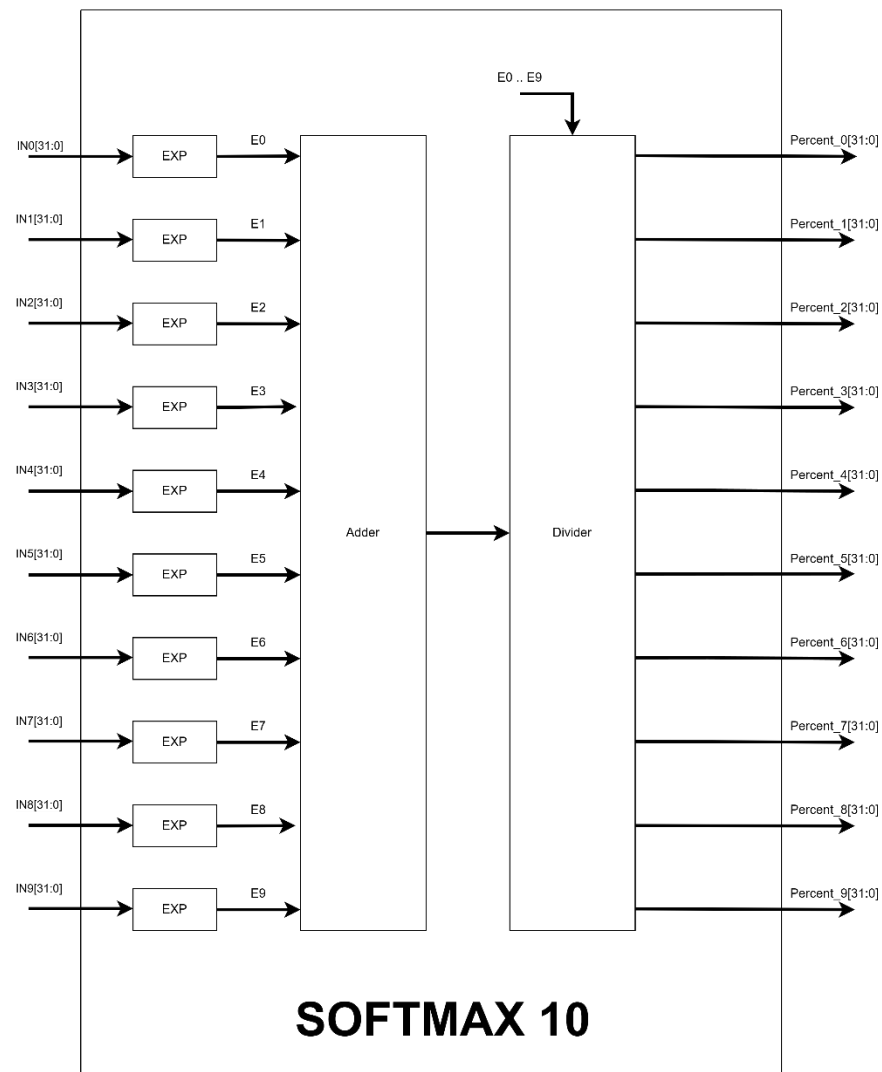 E0 .. E9
IN0[31:0]
EXP
E0
Percent_0[31:0]
IN1[31:0]
EXP
E1
Percent_1[31:0]
IN2[31:0]
EXP
E2
Percent_2[31:0]
IN3[31:0]
EXP
E3
Percent_3[31:0]
IN4[31:0]
EXP
E4
Percent_4[31:0]
Adder
Divider
IN5[31:0]
EXP
E5
Percent_5[31:0]
IN6[31:0]
EXP
E6
Percent_6[31:0]
IN7[31:0]
EXP
E7
Percent_7[31:0]
IN8[31:0]
EXP
E8
Percent_8[31:0]
IN9[31:0]
EXP
E9
Percent_9[31:0]
SOFTMAX 10